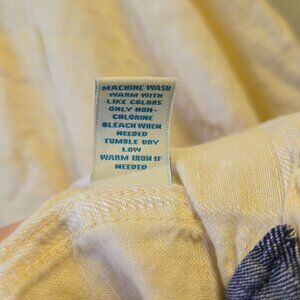 MACHINE WASH
WARM WITH
LIKE COLORS
ONLY NON-
CHLORINE
BLEACH WHEN
NEEDED
TUMBLE DRY
LOW
WARM IRON IF
NEEDED